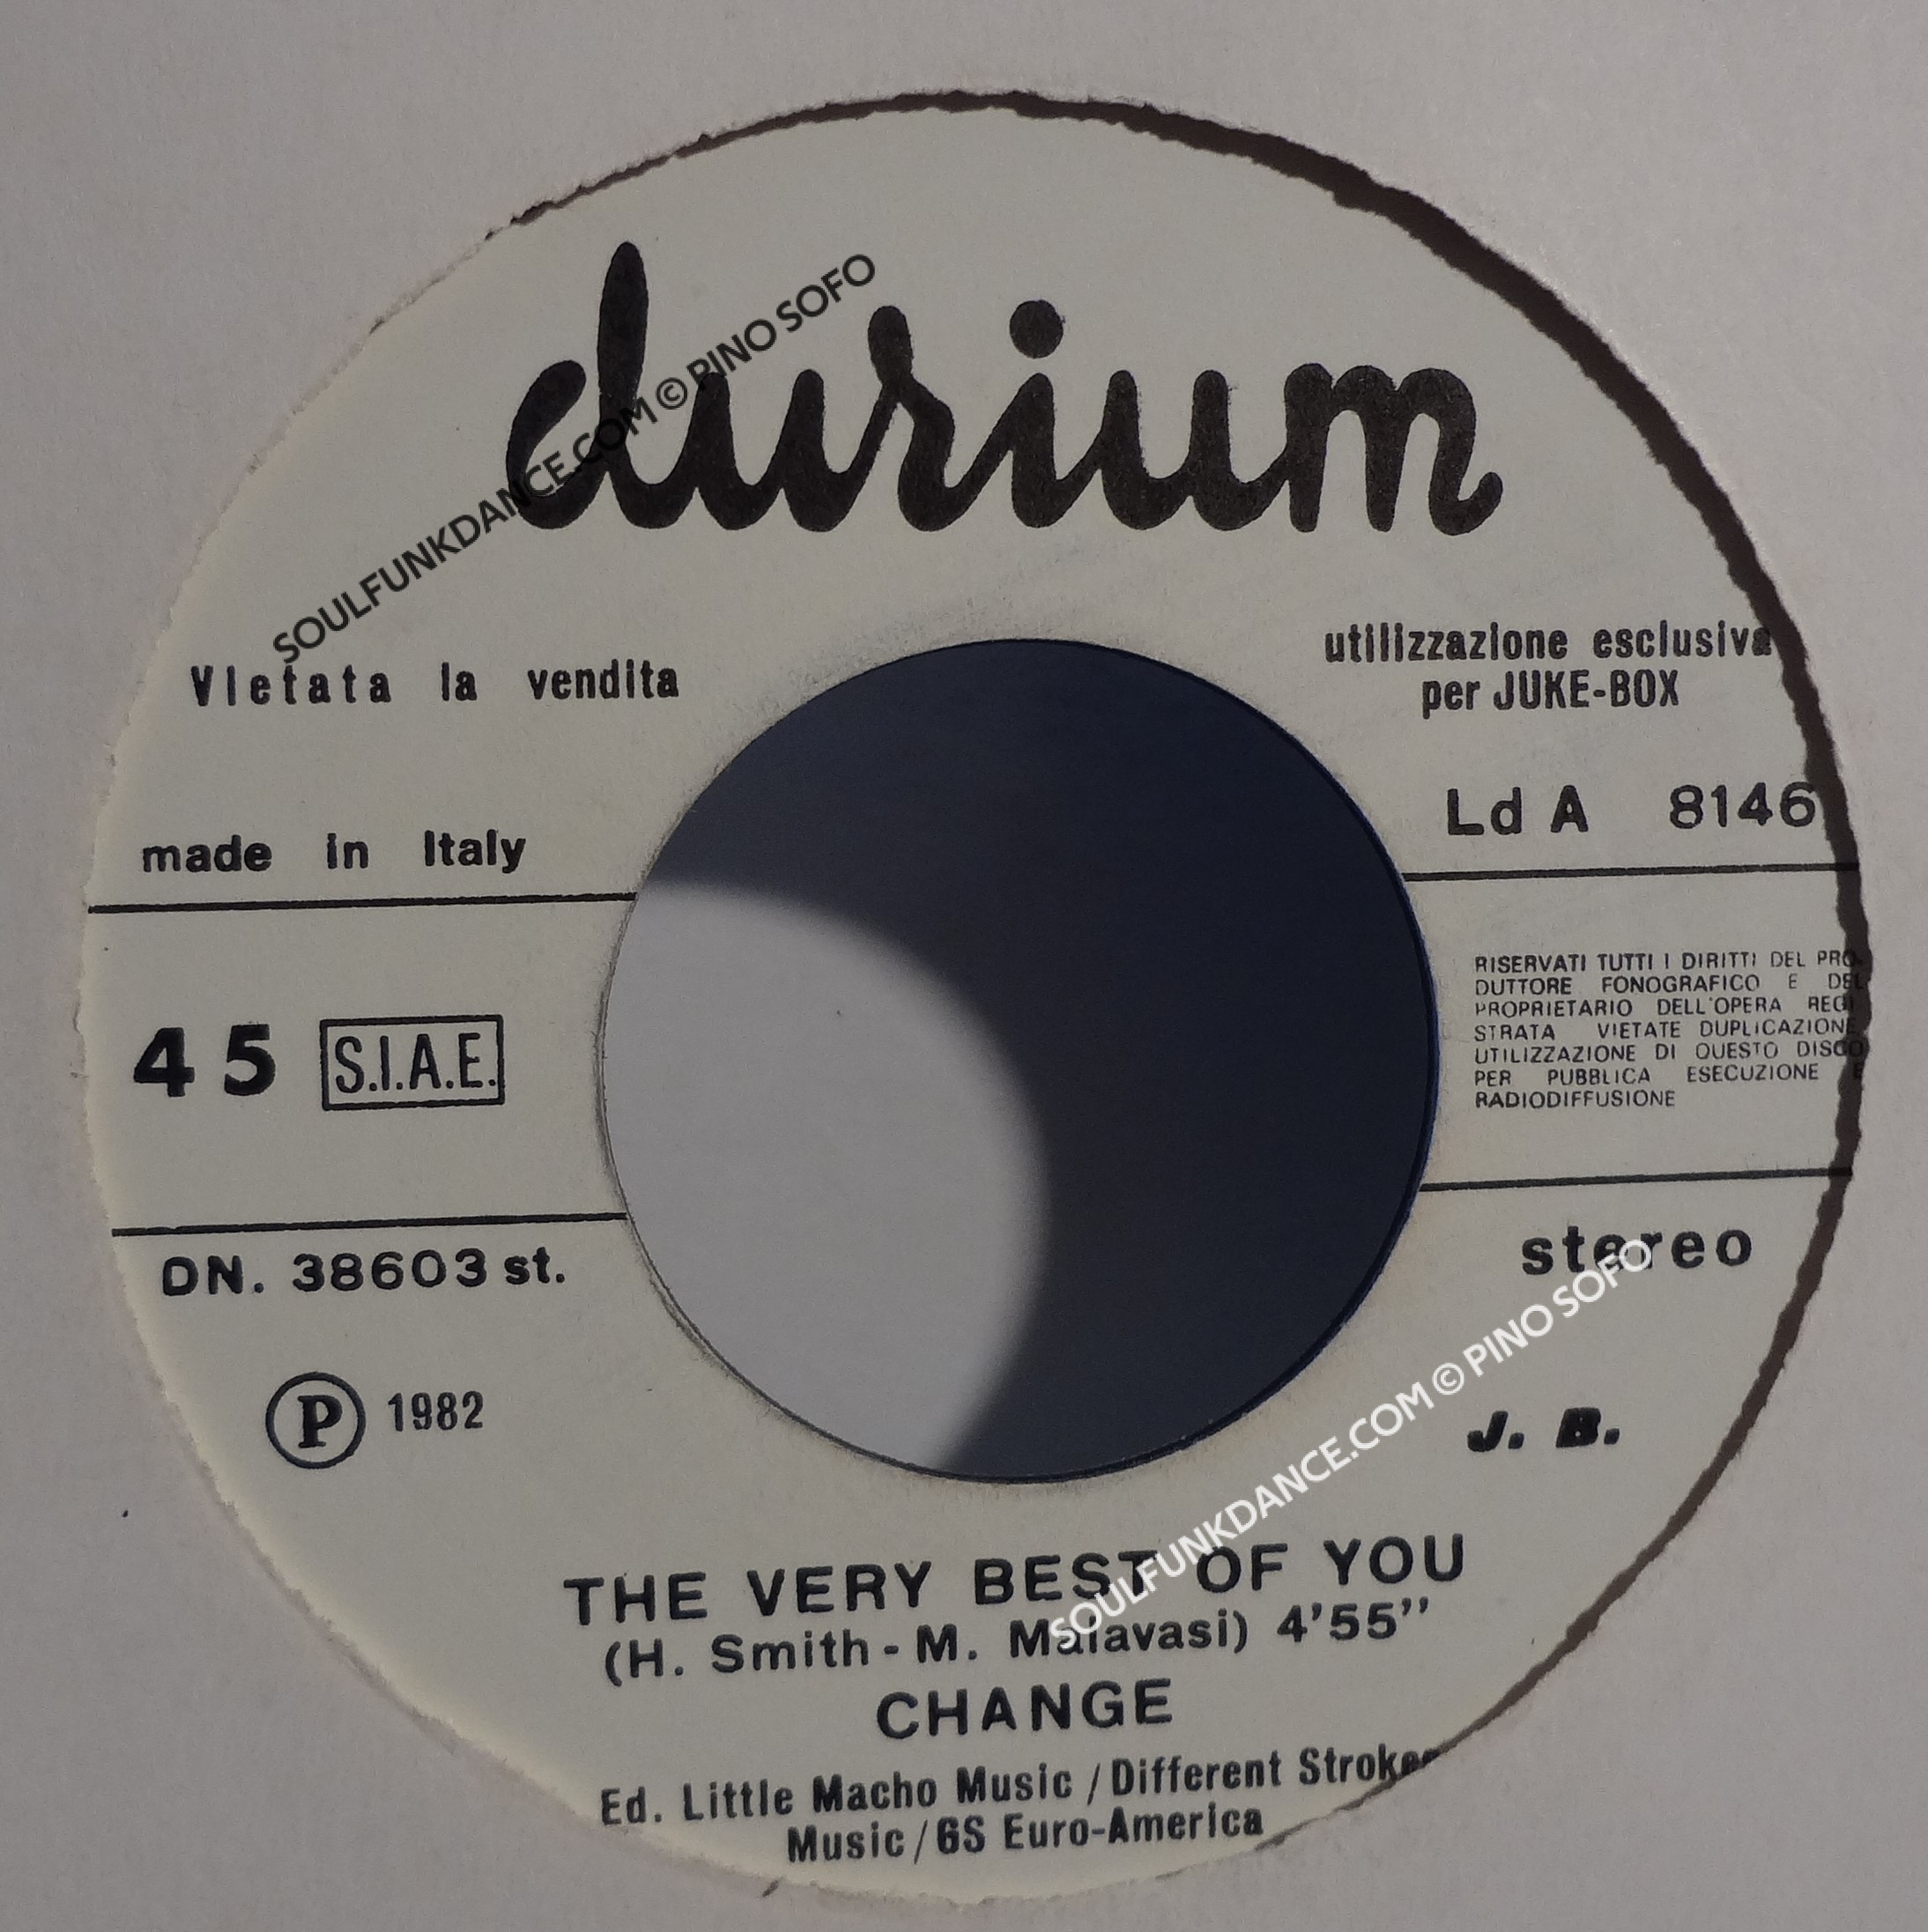 durium
SOULFUNKDANCE.COM © PINO SOFO
Vietata la vendita
utilizzazione esclusiva
per JUKE-BOX
made in Italy
Ld A 8146
45 S.I.A.E.
RISERVATI TUTTI I DIRITTI DEL PRO-
DUTTORE FONOGRAFICO E DEL
PROPRIETARIO DELL'OPERA REGI
STRATA VIETATE DUPLICAZIONE
UTILIZZAZIONE DI QUESTO DISCO
PER PUBBLICA ESECUZIONE E
RADIODIFFUSIONE
DN. 38603 st.
stereo
℗ 1982
J. B.
SOULFUNKDANCE.COM © PINO SOFO
THE VERY BEST OF YOU
(H. Smith - M. Malavasi) 4'55''
CHANGE
Ed. Little Macho Music / Different Strokes
Music / GS Euro-America